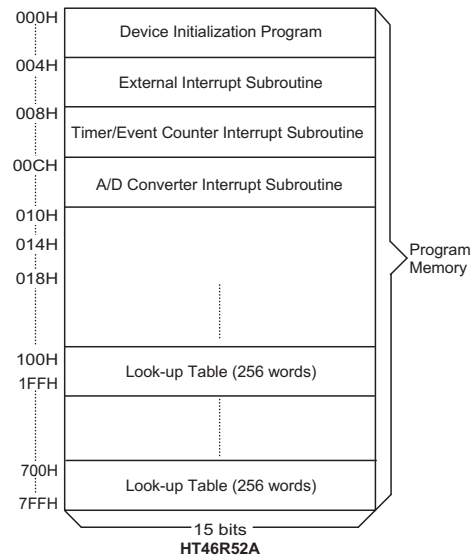 000H
Device Initialization Program
004H
External Interrupt Subroutine
008H
Timer/Event Counter Interrupt Subroutine
00CH
A/D Converter Interrupt Subroutine
010H
014H
018H
Program
Memory
100H
Look-up Table (256 words)
1FFH
700H
Look-up Table (256 words)
7FFH
15 bits
HT46R52A